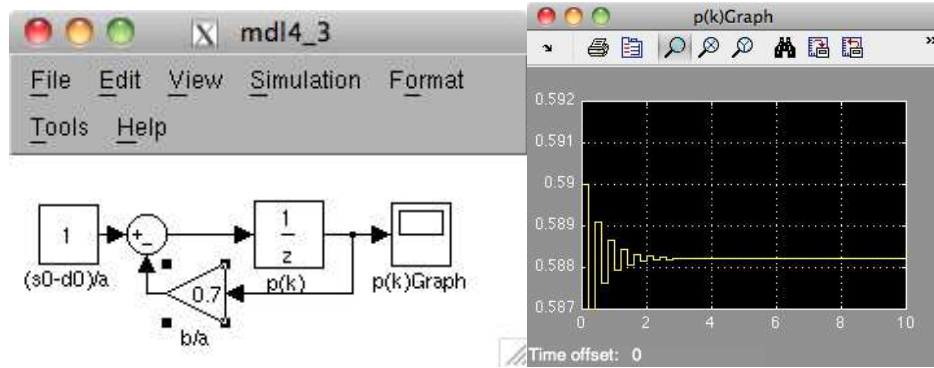 mdl4_3
File Edit View Simulation Format
Tools Help
1
(s0-d0)/a
+
-
1
z
p(k)
p(k)Graph
0.7
b/a
p(k)Graph
»
0.592
0.591
0.59
0.589
0.588
0.587
0 2 4 6 8 10
Time offset: 0